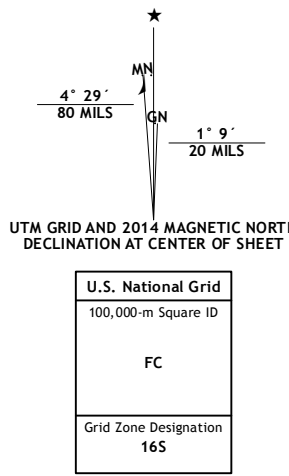 MN
4° 29´
80 MILS
GN
1° 9´
20 MILS
UTM GRID AND 2014 MAGNETIC NORTH
DECLINATION AT CENTER OF SHEET
U.S. National Grid
100,000-m Square ID
FC
Grid Zone Designation
16S